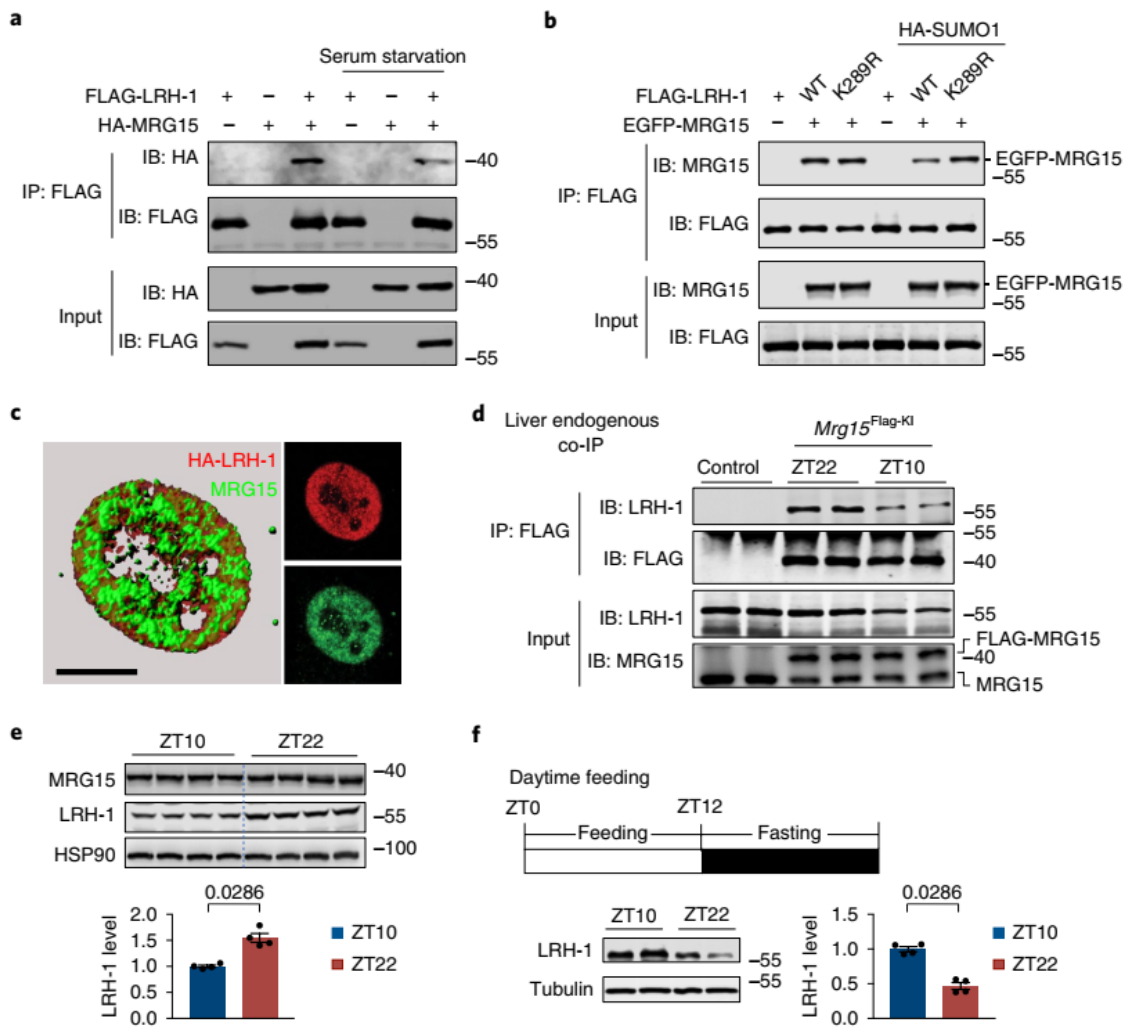 a
Serum starvation
FLAG-LRH-1 + – + + – +
HA-MRG15 – + + – + +
IP: FLAG
IB: HA –40
IB: FLAG –55
Input
IB: HA –40
IB: FLAG –55
b
HA-SUMO1
FLAG-LRH-1 + WT K289R + WT K289R
EGFP-MRG15 – + + – + +
IP: FLAG
IB: MRG15 EGFP-MRG15
–55
IB: FLAG –55
Input
IB: MRG15 EGFP-MRG15
–55
IB: FLAG –55
c
HA-LRH-1
MRG15
d
Liver endogenous
co-IP
Mrg15Flag-KI
Control ZT22 ZT10
IP: FLAG
IB: LRH-1 –55
–55
IB: FLAG –40
Input
IB: LRH-1 –55
FLAG-MRG15
IB: MRG15 –40
MRG15
e
ZT10 ZT22
MRG15 –40
LRH-1 –55
HSP90 –100
0.0286
LRH-1 level
2.0
1.5
1.0
0.5
0
ZT10
ZT22
f
Daytime feeding
ZT0 ZT12
Feeding Fasting
ZT10 ZT22
LRH-1 –55
–55
Tubulin
0.0286
LRH-1 level
1.5
1.0
0.5
0
ZT10
ZT22